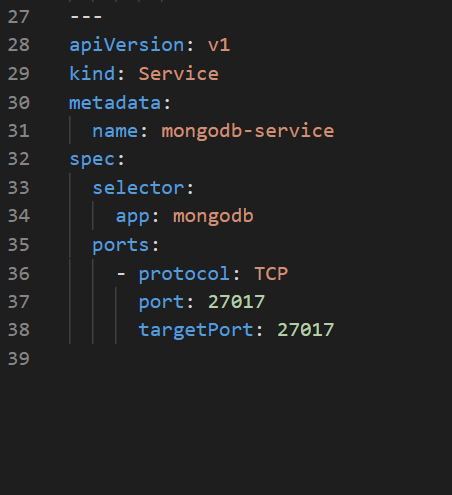 27 ---
28 apiVersion: v1
29 kind: Service
30 metadata:
31   name: mongodb-service
32 spec:
33   selector:
34     app: mongodb
35   ports:
36     - protocol: TCP
37       port: 27017
38       targetPort: 27017
39